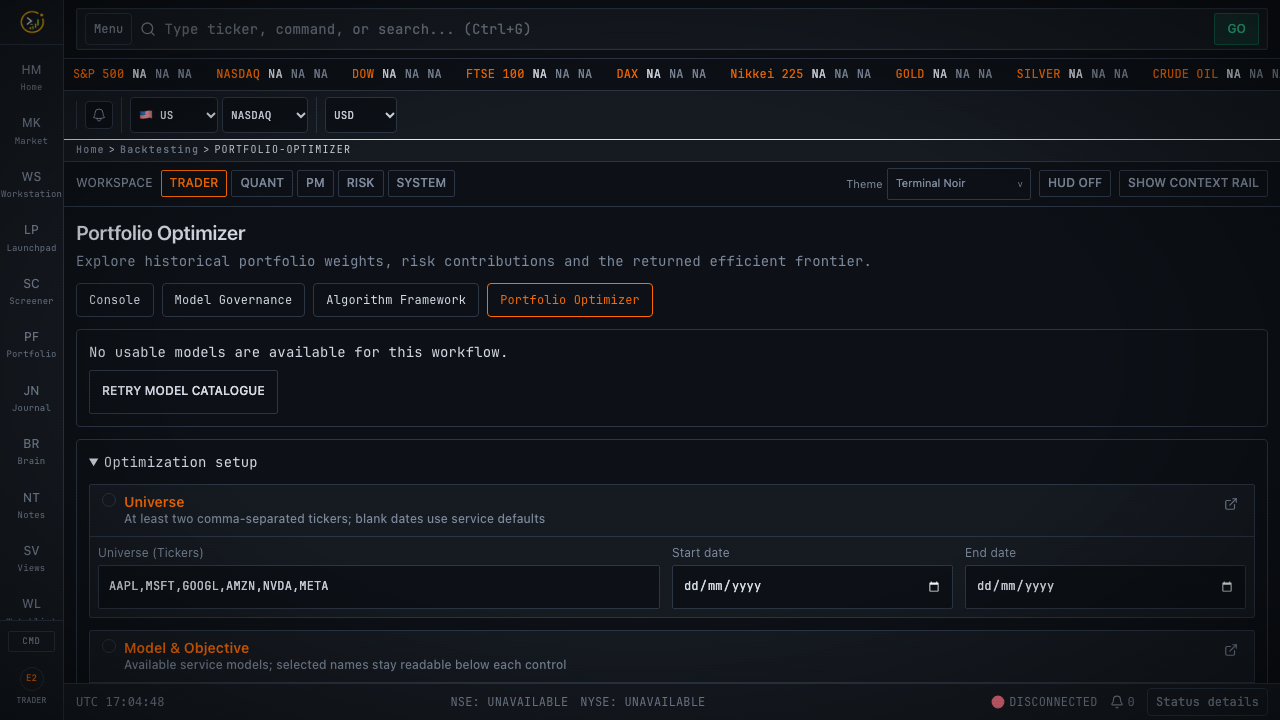 Menu Type ticker, command, or search... (Ctrl+G) GO
S&P 500 NA NA NA NASDAQ NA NA NA DOW NA NA NA FTSE 100 NA NA NA DAX NA NA NA Nikkei 225 NA NA NA GOLD NA NA NA SILVER NA NA NA CRUDE OIL NA NA
US NASDAQ USD
Home > Backtesting > PORTFOLIO-OPTIMIZER
WORKSPACE TRADER QUANT PM RISK SYSTEM Theme Terminal Noir HUD OFF SHOW CONTEXT RAIL
HM
Home
MK
Market
WS
Workstation
LP
Launchpad
SC
Screener
PF
Portfolio
JN
Journal
BR
Brain
NT
Notes
SV
Views
WL
CMD
E2
TRADER
Portfolio Optimizer
Explore historical portfolio weights, risk contributions and the returned efficient frontier.
Console Model Governance Algorithm Framework Portfolio Optimizer
No usable models are available for this workflow.
RETRY MODEL CATALOGUE
Optimization setup
Universe
At least two comma-separated tickers; blank dates use service defaults
Universe (Tickers) Start date End date
AAPL,MSFT,GOOGL,AMZN,NVDA,META dd/mm/yyyy dd/mm/yyyy
Model & Objective
Available service models; selected names stay readable below each control
UTC 17:04:48 NSE: UNAVAILABLE NYSE: UNAVAILABLE DISCONNECTED 0 Status details